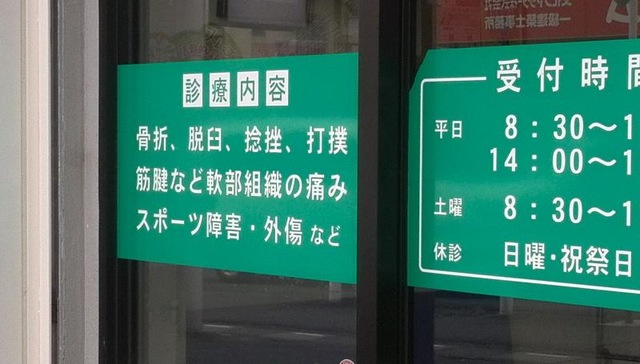 診療内容
骨折、脱臼、捻挫、打撲
筋腱など軟部組織の痛み
スポーツ障害・外傷など
受付時間
平日 8:30〜1
14:00〜1
土曜 8:30〜1
休診 日曜・祝祭日